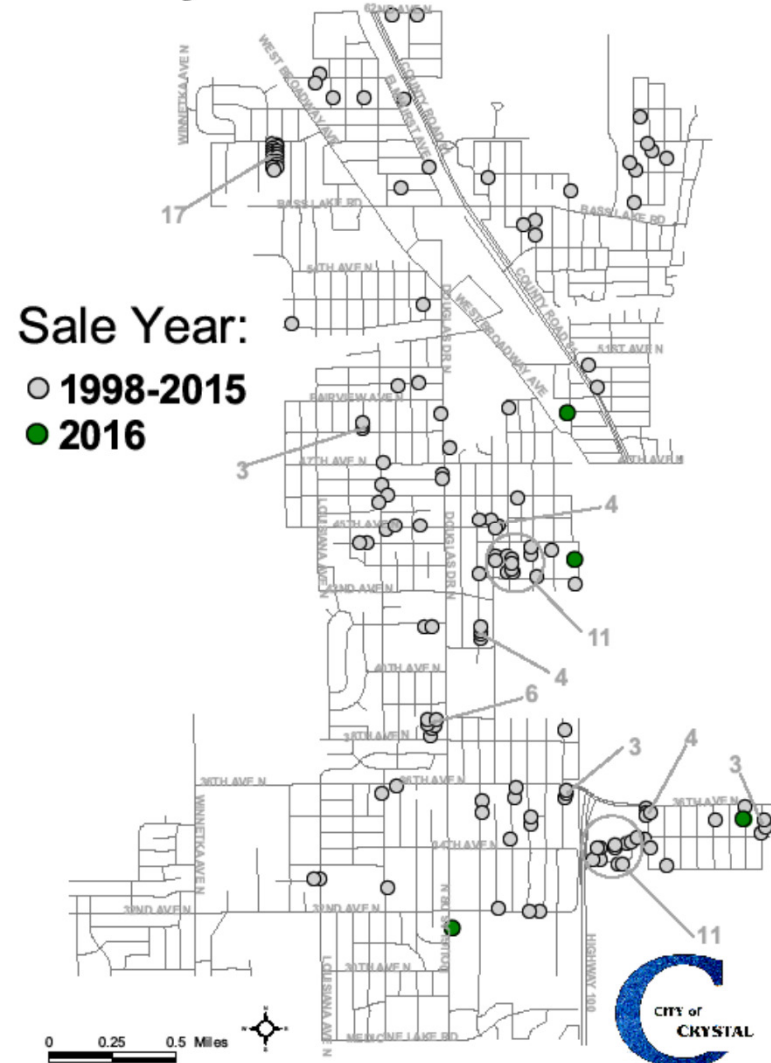 62ND AVE N
WINNETKA AVE N
WEST BROADWAY AVE
ELMHURST AVE N
COUNTY ROAD 81
17
BASS LAKE RD
BASS LAKE RD
54TH AVE N
DOUGLAS DR N
COUNTY ROAD 81
WEST BROADWAY AVE
51ST AVE N
Sale Year:
1998-2015
2016
FAIRVIEW AVE N
3
47TH AVE N
LOUISIANA AVE N
45TH AVE N
DOUGLAS DR N
4
42ND AVE N
11
40TH AVE N
4
6
38TH AVE N
3
4
3
36TH AVE N
36TH AVE N
36TH AVE N
WINNETKA AVE N
34TH AVE N
32ND AVE N
32ND AVE N
11
HIGHWAY 100
LOUISIANA AVE N
MEDICINE LAKE RD
0 0.25 0.5 Miles
CITY of
CRYSTAL